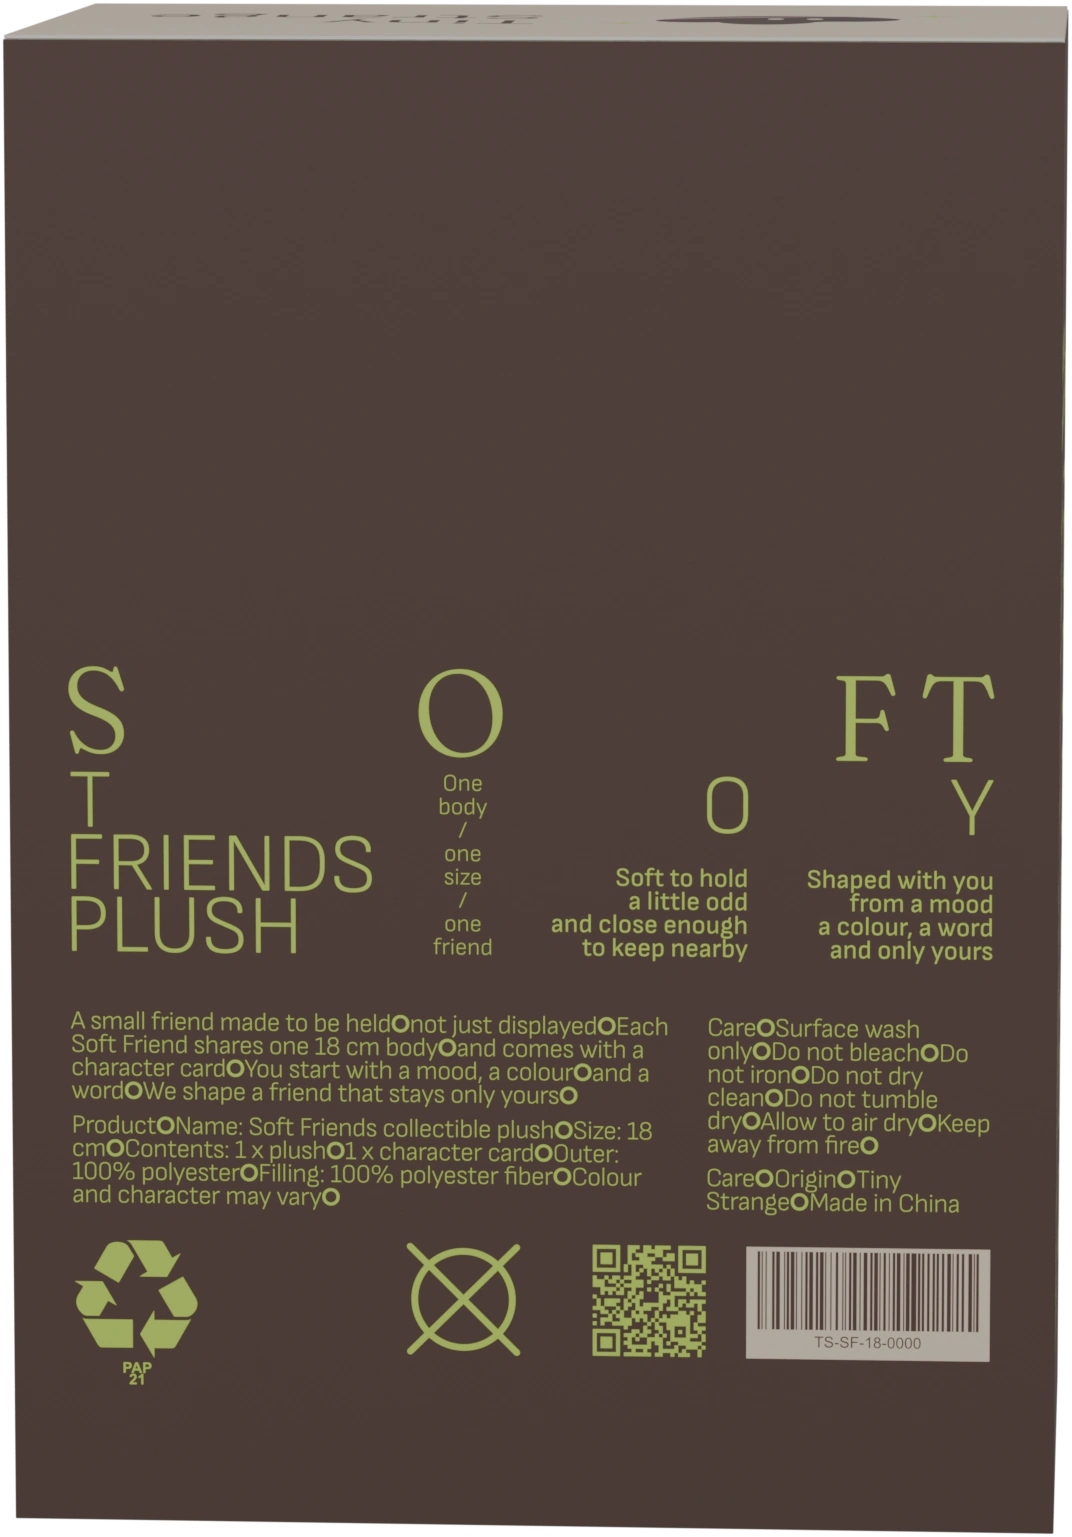 Tiny
Strange
S O FT
T O Y
FRIENDS
PLUSH
One
body
/
one
size
/
one
friend
Soft to hold
a little odd
and close enough
to keep nearby
Shaped with you
from a mood
a colour, a word
and only yours
A small friend made to be held⭘not just displayed⭘Each
Soft Friend shares one 18 cm body⭘and comes with a
character card⭘You start with a mood, a colour⭘and a
word⭘We shape a friend that stays only yours⭘
Product⭘Name: Soft Friends collectible plush⭘Size: 18
cm⭘Contents: 1 x plush⭘1 x character card⭘Outer:
100% polyester⭘Filling: 100% polyester fiber⭘Colour
and character may vary⭘
Care⭘Surface wash
only⭘Do not bleach⭘Do
not iron⭘Do not dry
clean⭘Do not tumble
dry⭘Allow to air dry⭘Keep
away from fire⭘
Care⭘Origin⭘Tiny
Strange⭘Made in China
PAP
21
TS-SF-18-0000